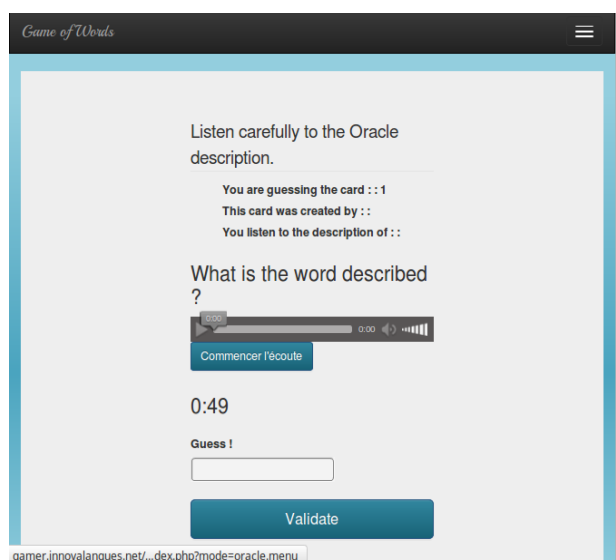 Game of Words
Listen carefully to the Oracle
description.
You are guessing the card : : 1
This card was created by : :
You listen to the description of : :
What is the word described
?
0:00
0:00
Commencer l'écoute
0:49
Guess !
Validate
gamer.innovalangues.net/...dex.php?mode=oracle.menu